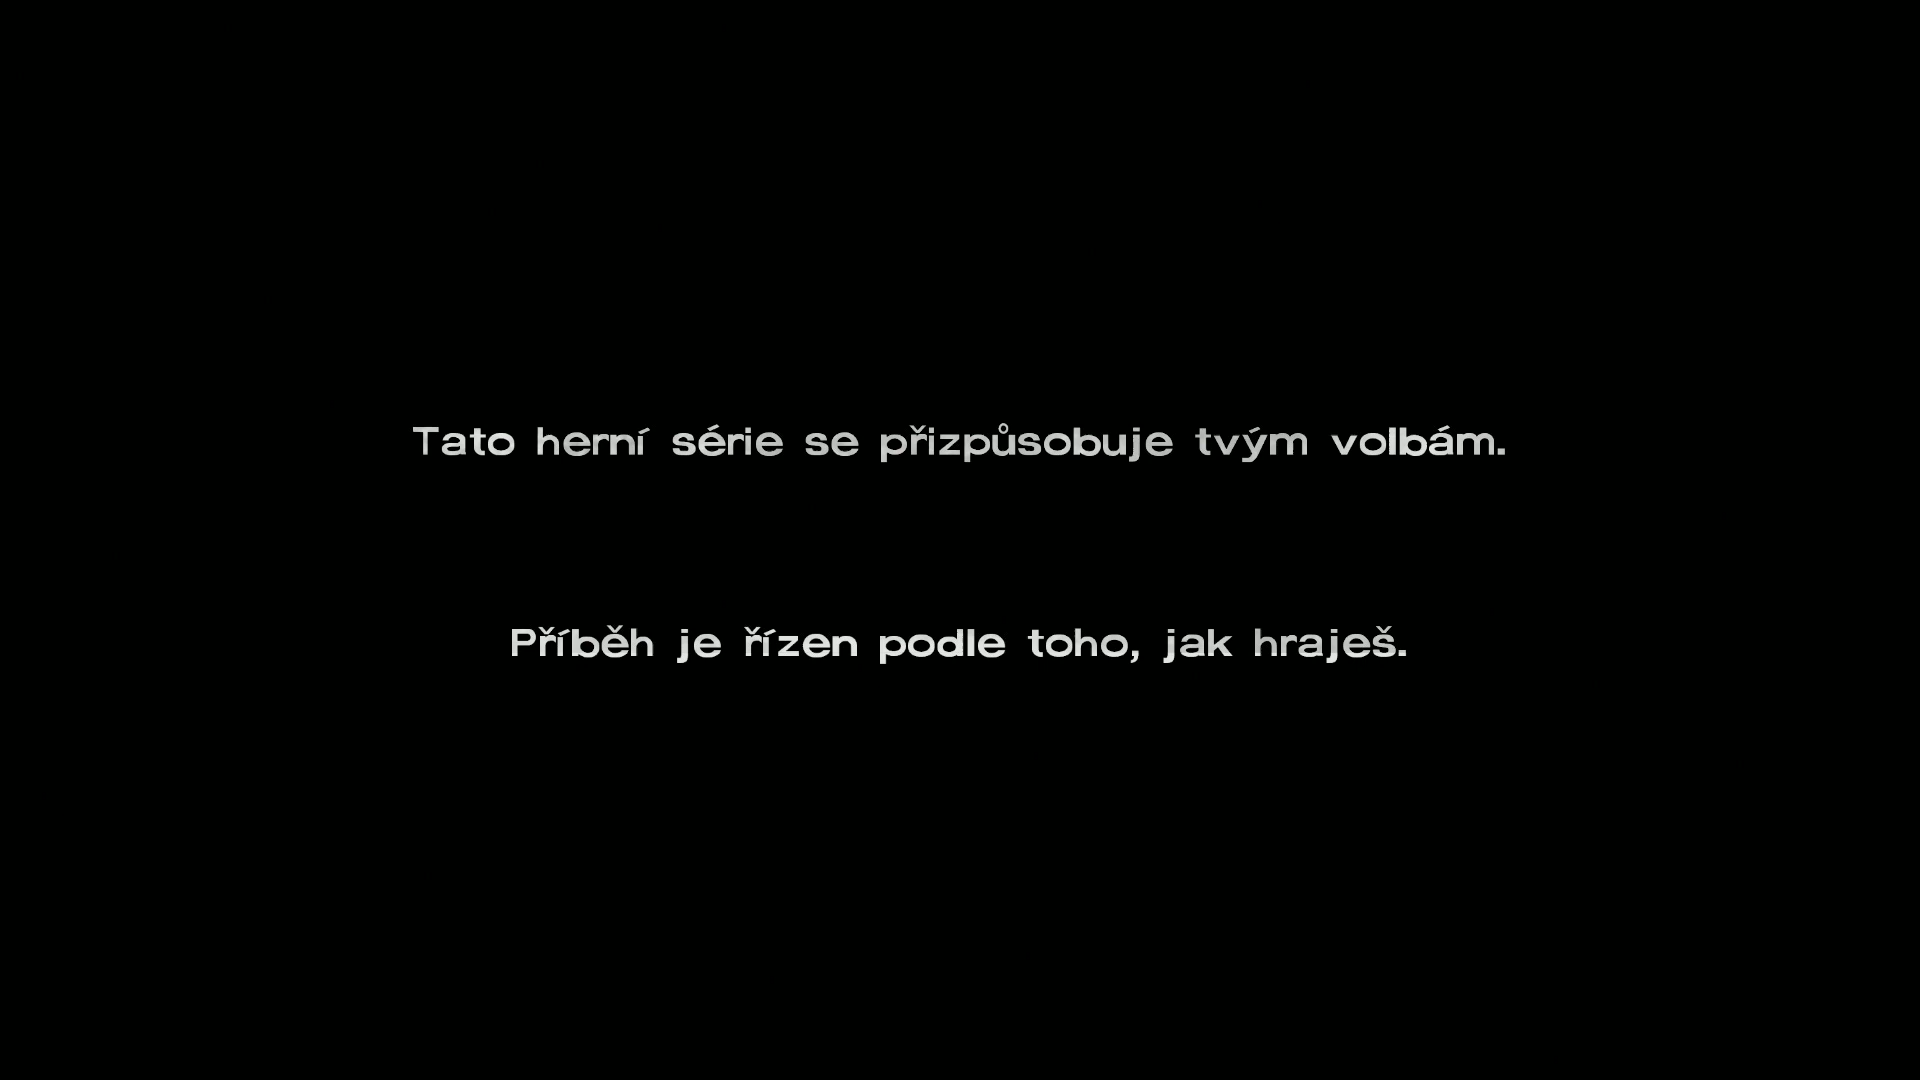 Tato herní série se přizpůsobuje tvým volbám.
Příběh je řízen podle toho, jak hraješ.